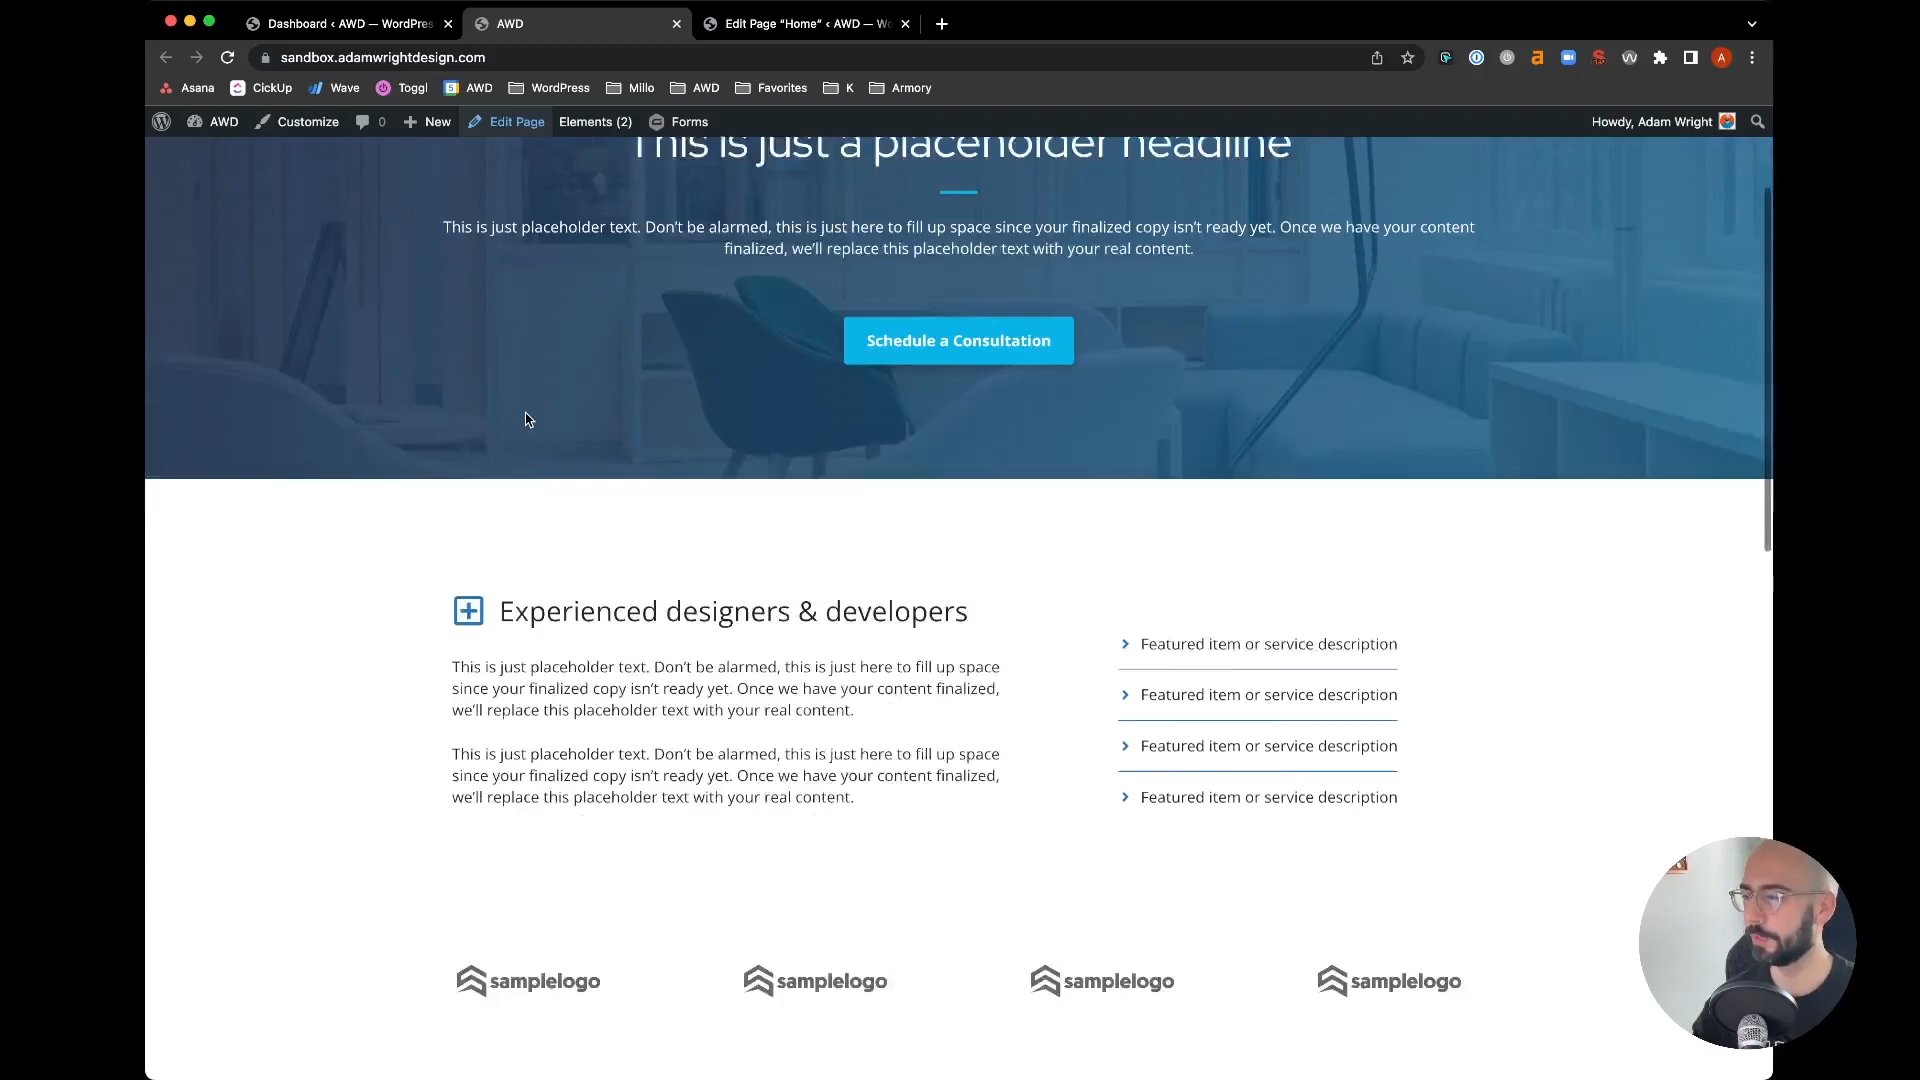 Dashboard ‹ AWD — WordPres
AWD
Edit Page “Home” ‹ AWD — Wo
sandbox.adamwrightdesign.com
Asana
ClickUp
Wave
Toggl
AWD
WordPress
Millo
AWD
Favorites
K
Armory
AWD
Customize
0
New
Edit Page
Elements (2)
Forms
Howdy, Adam Wright
This is just a placeholder headline
This is just placeholder text. Don’t be alarmed, this is just here to fill up space since your finalized copy isn’t ready yet. Once we have your content
finalized, we’ll replace this placeholder text with your real content.
Schedule a Consultation
Experienced designers & developers
This is just placeholder text. Don’t be alarmed, this is just here to fill up space
since your finalized copy isn’t ready yet. Once we have your content finalized,
we’ll replace this placeholder text with your real content.
This is just placeholder text. Don’t be alarmed, this is just here to fill up space
since your finalized copy isn’t ready yet. Once we have your content finalized,
we’ll replace this placeholder text with your real content.
Featured item or service description
Featured item or service description
Featured item or service description
Featured item or service description
samplelogo
samplelogo
samplelogo
samplelogo